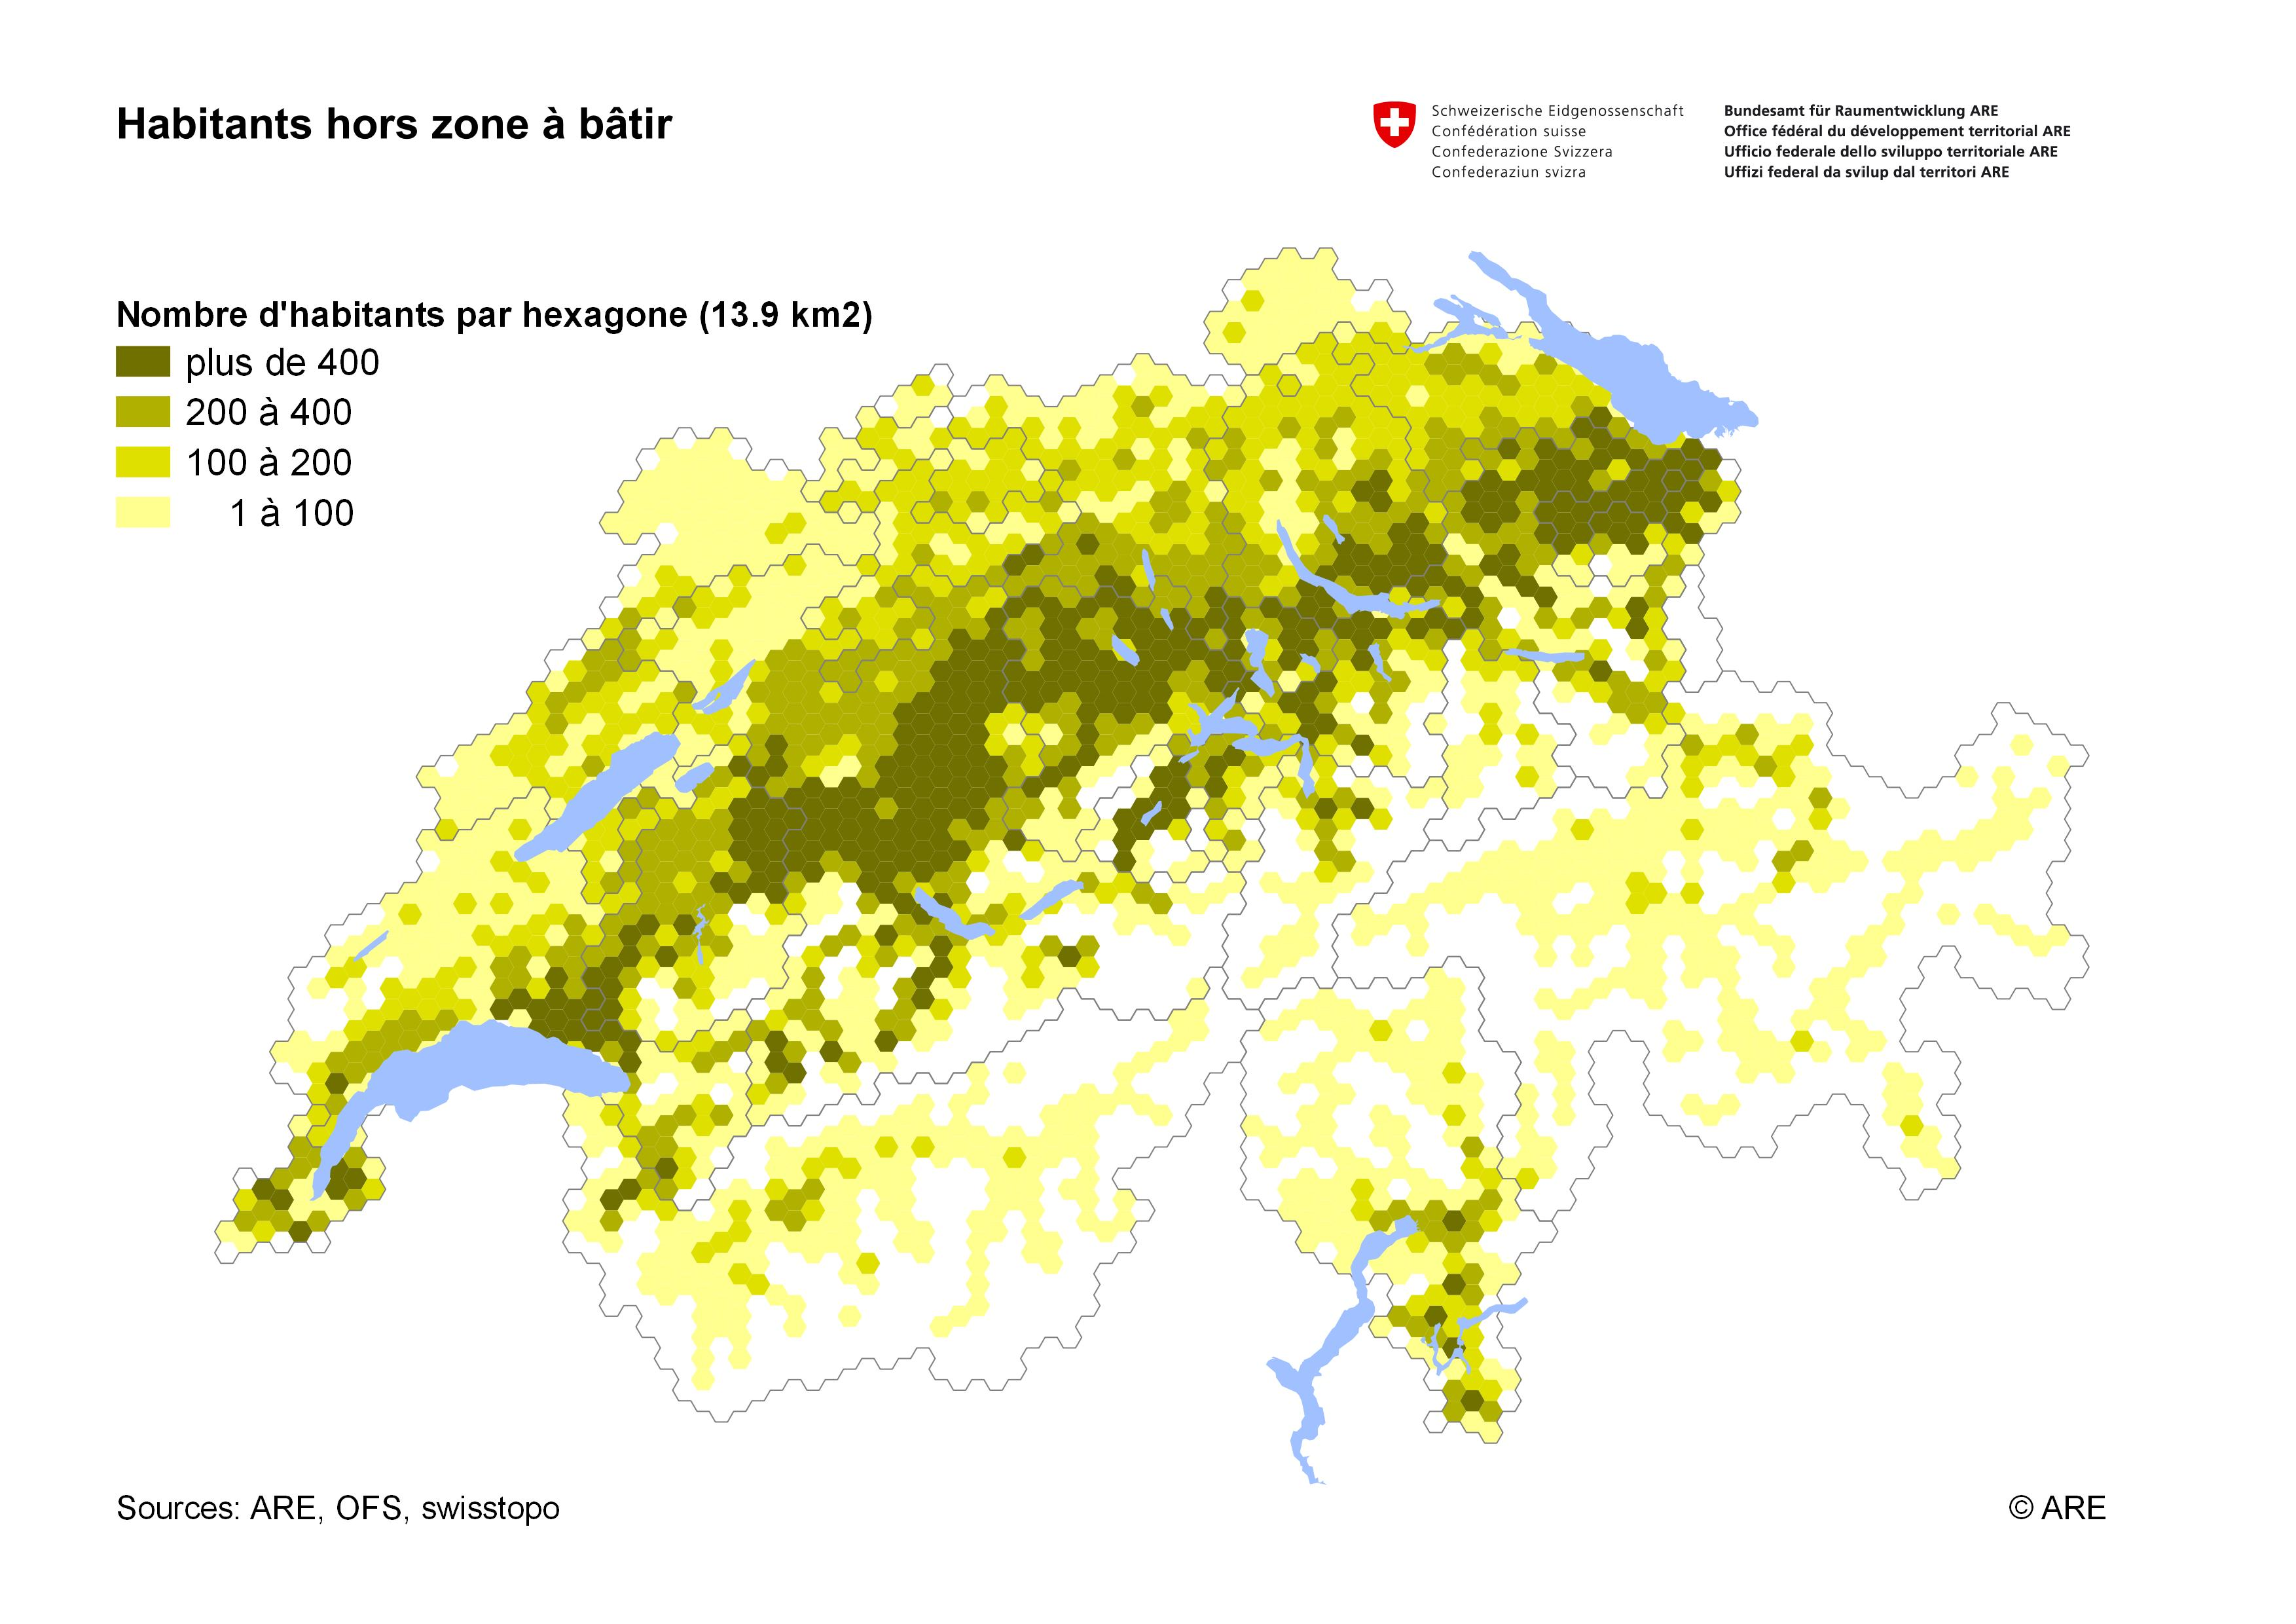 Habitants hors zone à bâtir
Schweizerische Eidgenossenschaft
Confédération suisse
Confederazione Svizzera
Confederaziun svizra
Bundesamt für Raumentwicklung ARE
Office fédéral du développement territorial ARE
Ufficio federale dello sviluppo territoriale ARE
Uffizi federal da svilup dal territori ARE
Nombre d'habitants par hexagone (13.9 km2)
plus de 400
200 à 400
100 à 200
1 à 100
Sources: ARE, OFS, swisstopo
© ARE